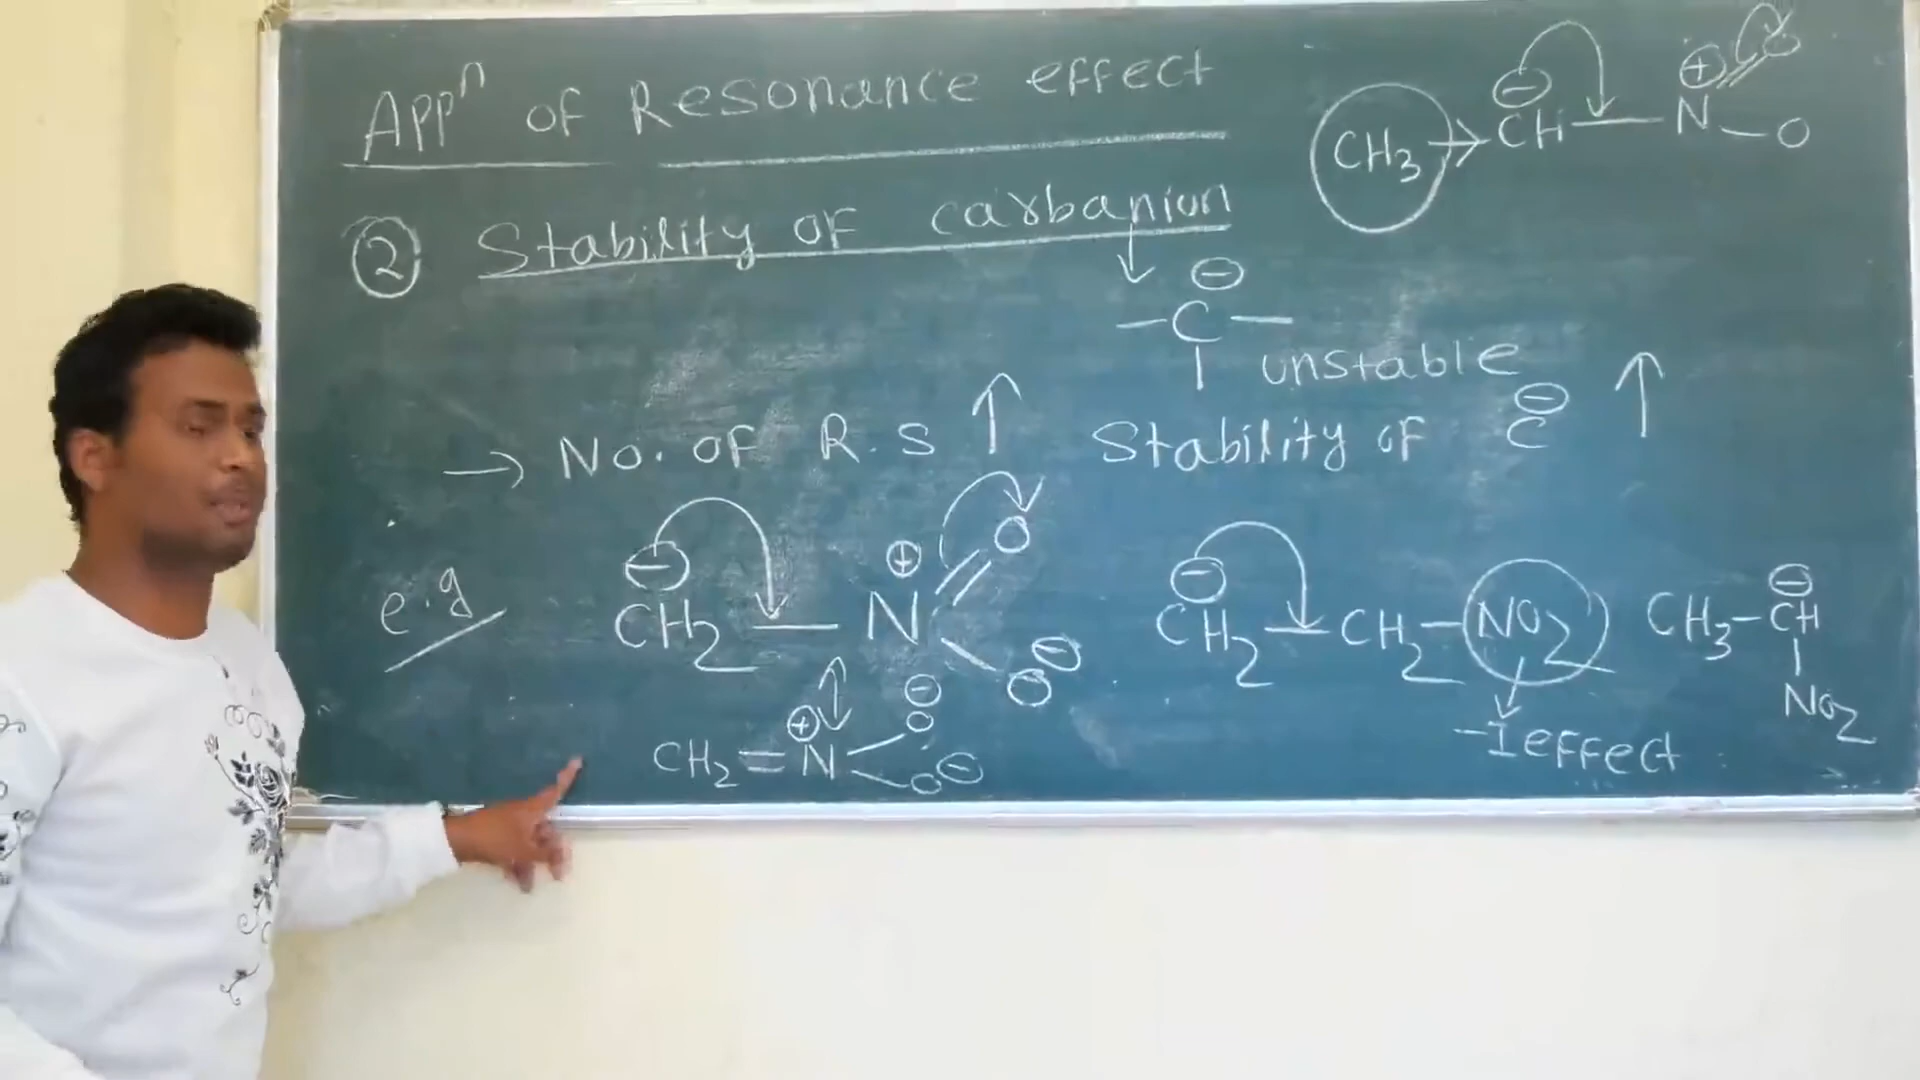 Appⁿ of Resonance effect
CH₃ → CH⊖ — N⊕ = O
— O
② Stability of carbanion
↓ ⊖
— C —
| unstable
→ No. of R.S ↑ Stability of C⊖ ↑
e.g ⊖CH₂ — N⊕ = O
— O⊖
⊖CH₂ — CH₂ — NO₂
CH₃ — CH⊖
|
NO₂
↕
CH₂ = N⊕ — O⊖
— O⊖
-I effect